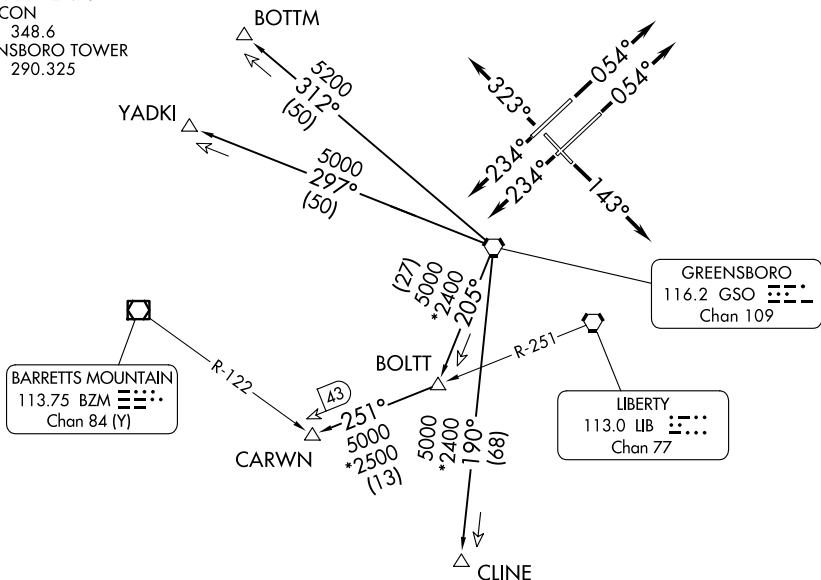 CON
348.6
NSBORO TOWER
290.325
BOTTM
5200
312°
(50)
YADKI
5000
297°
(50)
323°
054°
054°
234°
234°
143°
(27)
5000
*2400
205°
GREENSBORO
116.2 GSO
Chan 109
BARRETTS MOUNTAIN
113.75 BZM
Chan 84 (Y)
R-122
BOLTT
R-251
LIBERTY
113.0 LIB
Chan 77
43
251°
5000
*2500
(13)
CARWN
5000
*2400
190°
(68)
CLINE